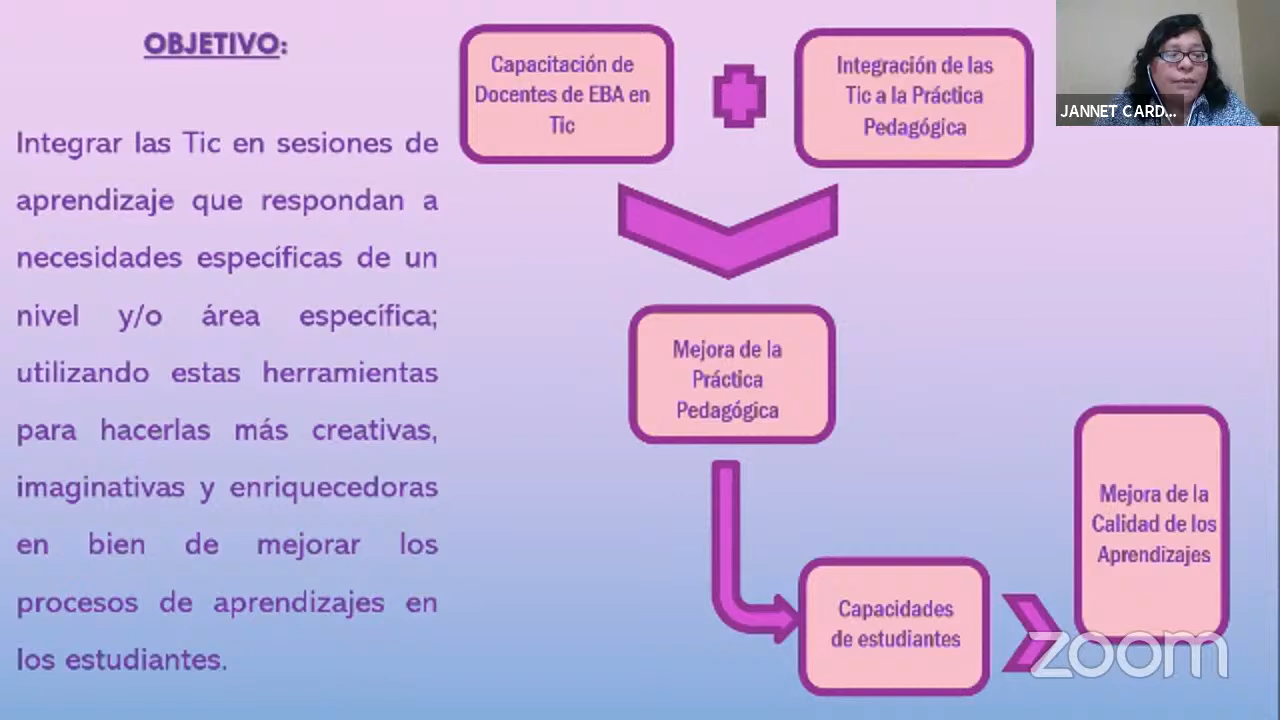 OBJETIVO:
Integrar las Tic en sesiones de
aprendizaje que respondan a
necesidades específicas de un
nivel y/o área específica;
utilizando estas herramientas
para hacerlas más creativas,
imaginativas y enriquecedoras
en bien de mejorar los
procesos de aprendizajes en
los estudiantes.
Capacitación de
Docentes de EBA en
Tic
Integración de las
Tic a la Práctica
Pedagógica
Mejora de la
Práctica
Pedagógica
Capacidades
de estudiantes
Mejora de la
Calidad de los
Aprendizajes
JANNET CARD...
zoom